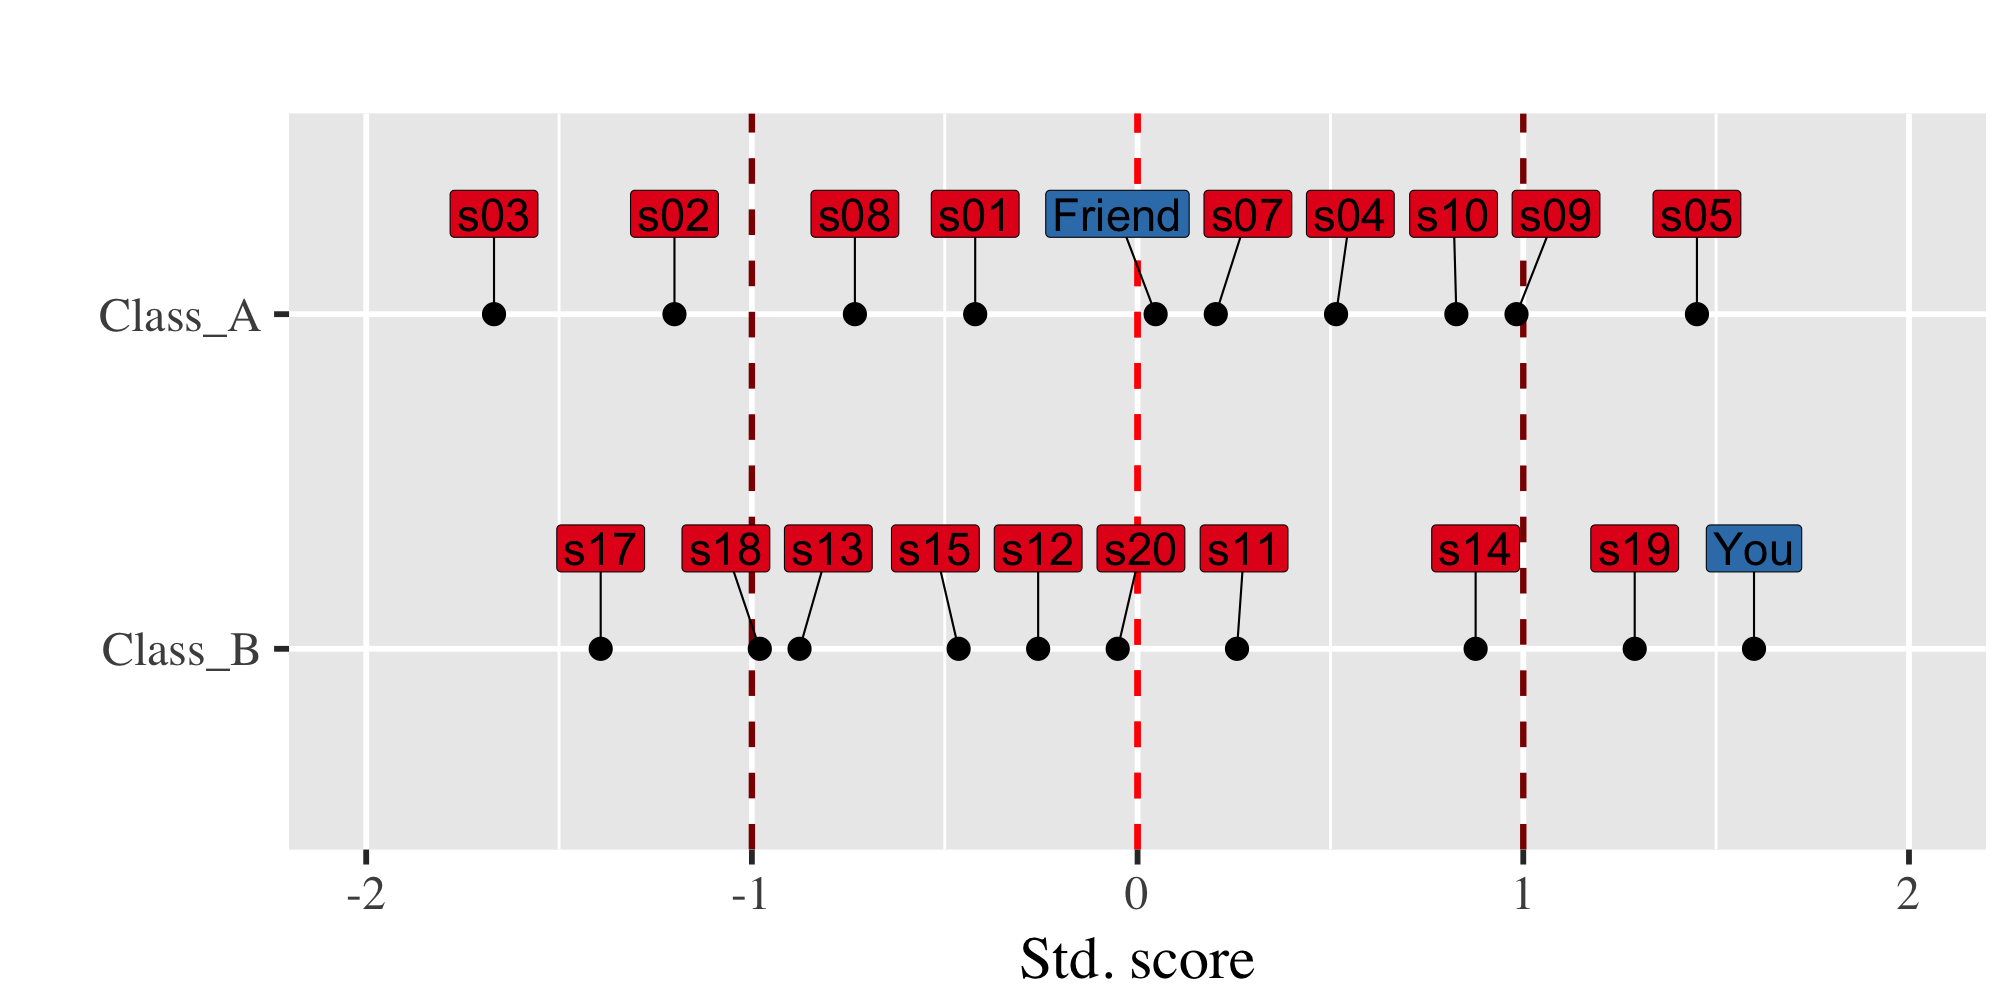 s03 s02 s08 s01 Friend s07 s04 s10 s09 s05
Class_A
s17 s18 s13 s15 s12 s20 s11 s14 s19 You
Class_B
-2 -1 0 1 2
Std. score